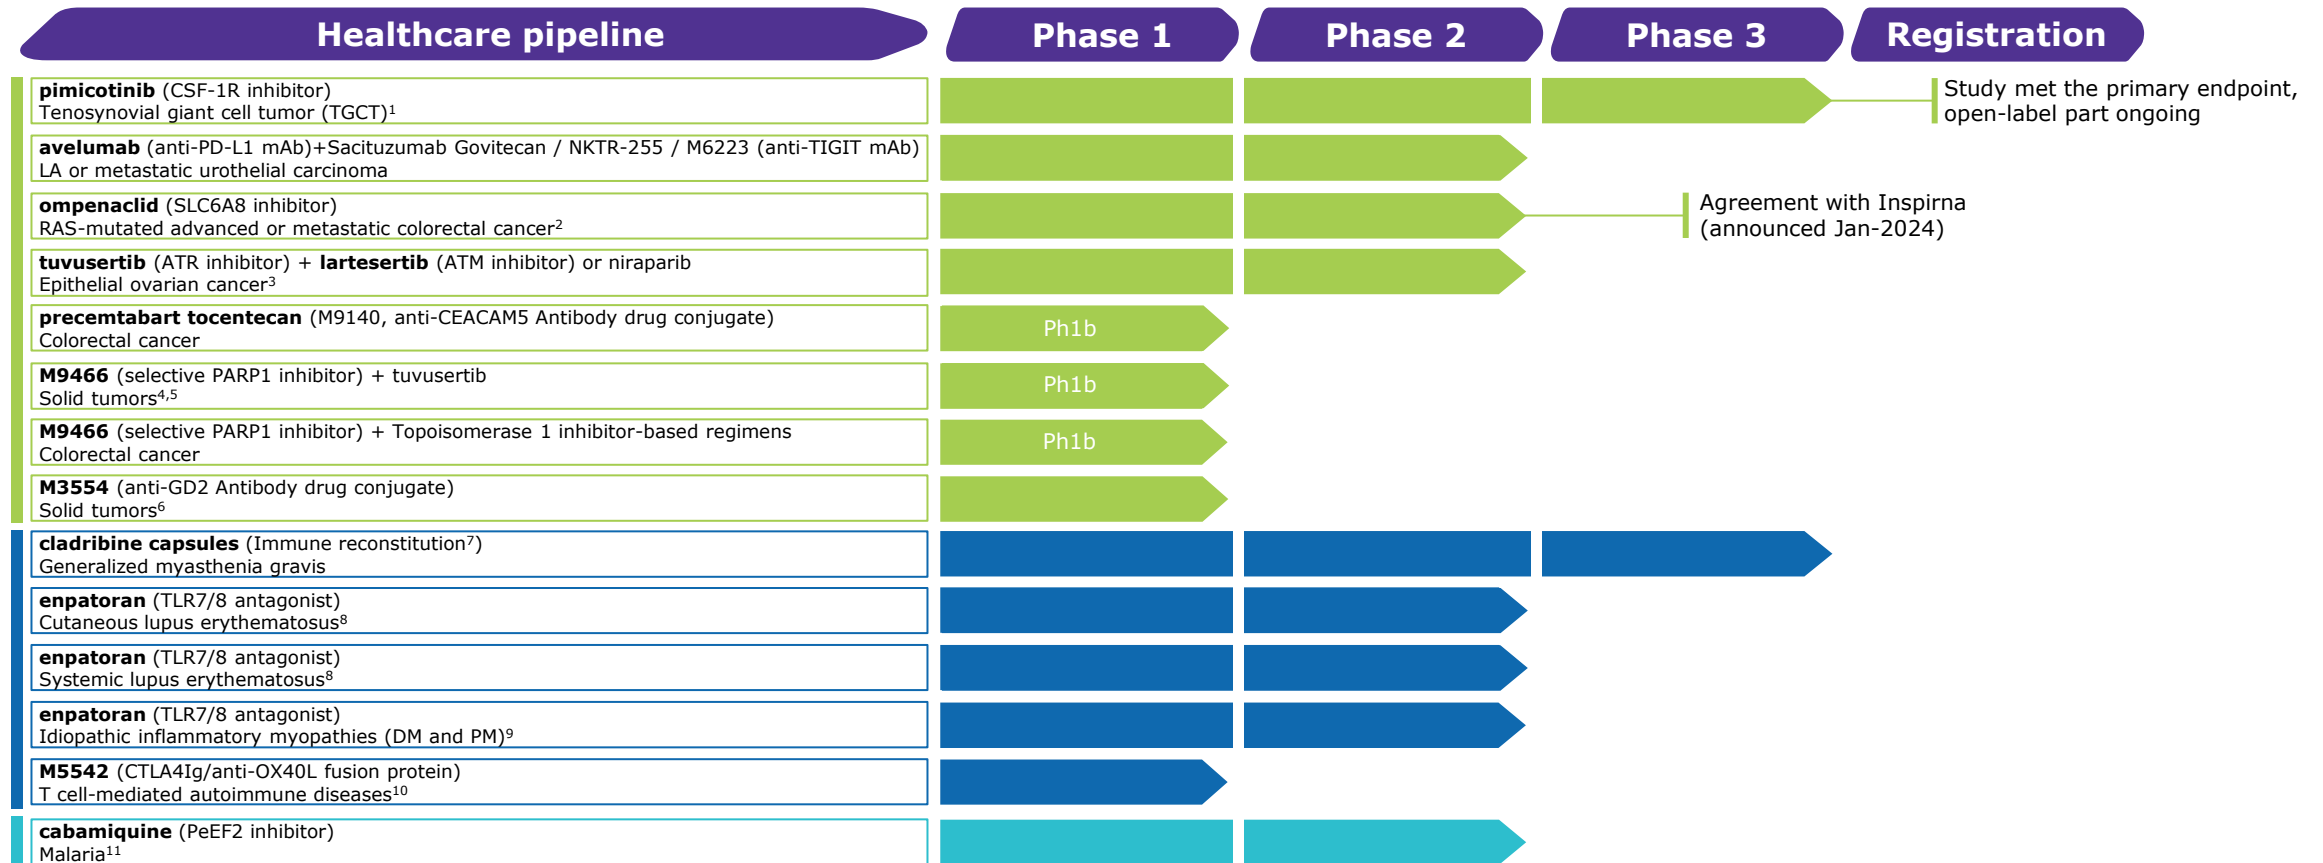 Healthcare pipeline
Phase 1
Phase 2
Phase 3
Registration
pimicotinib (CSF-1R inhibitor)
Tenosynovial giant cell tumor (TGCT)¹
Study met the primary endpoint,
open-label part ongoing
avelumab (anti-PD-L1 mAb)+Sacituzumab Govitecan / NKTR-255 / M6223 (anti-TIGIT mAb)
LA or metastatic urothelial carcinoma
ompenaclid (SLC6A8 inhibitor)
RAS-mutated advanced or metastatic colorectal cancer²
Agreement with Inspirna
(announced Jan-2024)
tuvusertib (ATR inhibitor) + lartesertib (ATM inhibitor) or niraparib
Epithelial ovarian cancer³
precemtabart tocentecan (M9140, anti-CEACAM5 Antibody drug conjugate)
Colorectal cancer
Ph1b
M9466 (selective PARP1 inhibitor) + tuvusertib
Solid tumors⁴,⁵
Ph1b
M9466 (selective PARP1 inhibitor) + Topoisomerase 1 inhibitor-based regimens
Colorectal cancer
Ph1b
M3554 (anti-GD2 Antibody drug conjugate)
Solid tumors⁶
cladribine capsules (Immune reconstitution⁷)
Generalized myasthenia gravis
enpatoran (TLR7/8 antagonist)
Cutaneous lupus erythematosus⁸
enpatoran (TLR7/8 antagonist)
Systemic lupus erythematosus⁸
enpatoran (TLR7/8 antagonist)
Idiopathic inflammatory myopathies (DM and PM)⁹
M5542 (CTLA4Ig/anti-OX40L fusion protein)
T cell-mediated autoimmune diseases¹⁰
cabamiquine (PeEF2 inhibitor)
Malaria¹¹